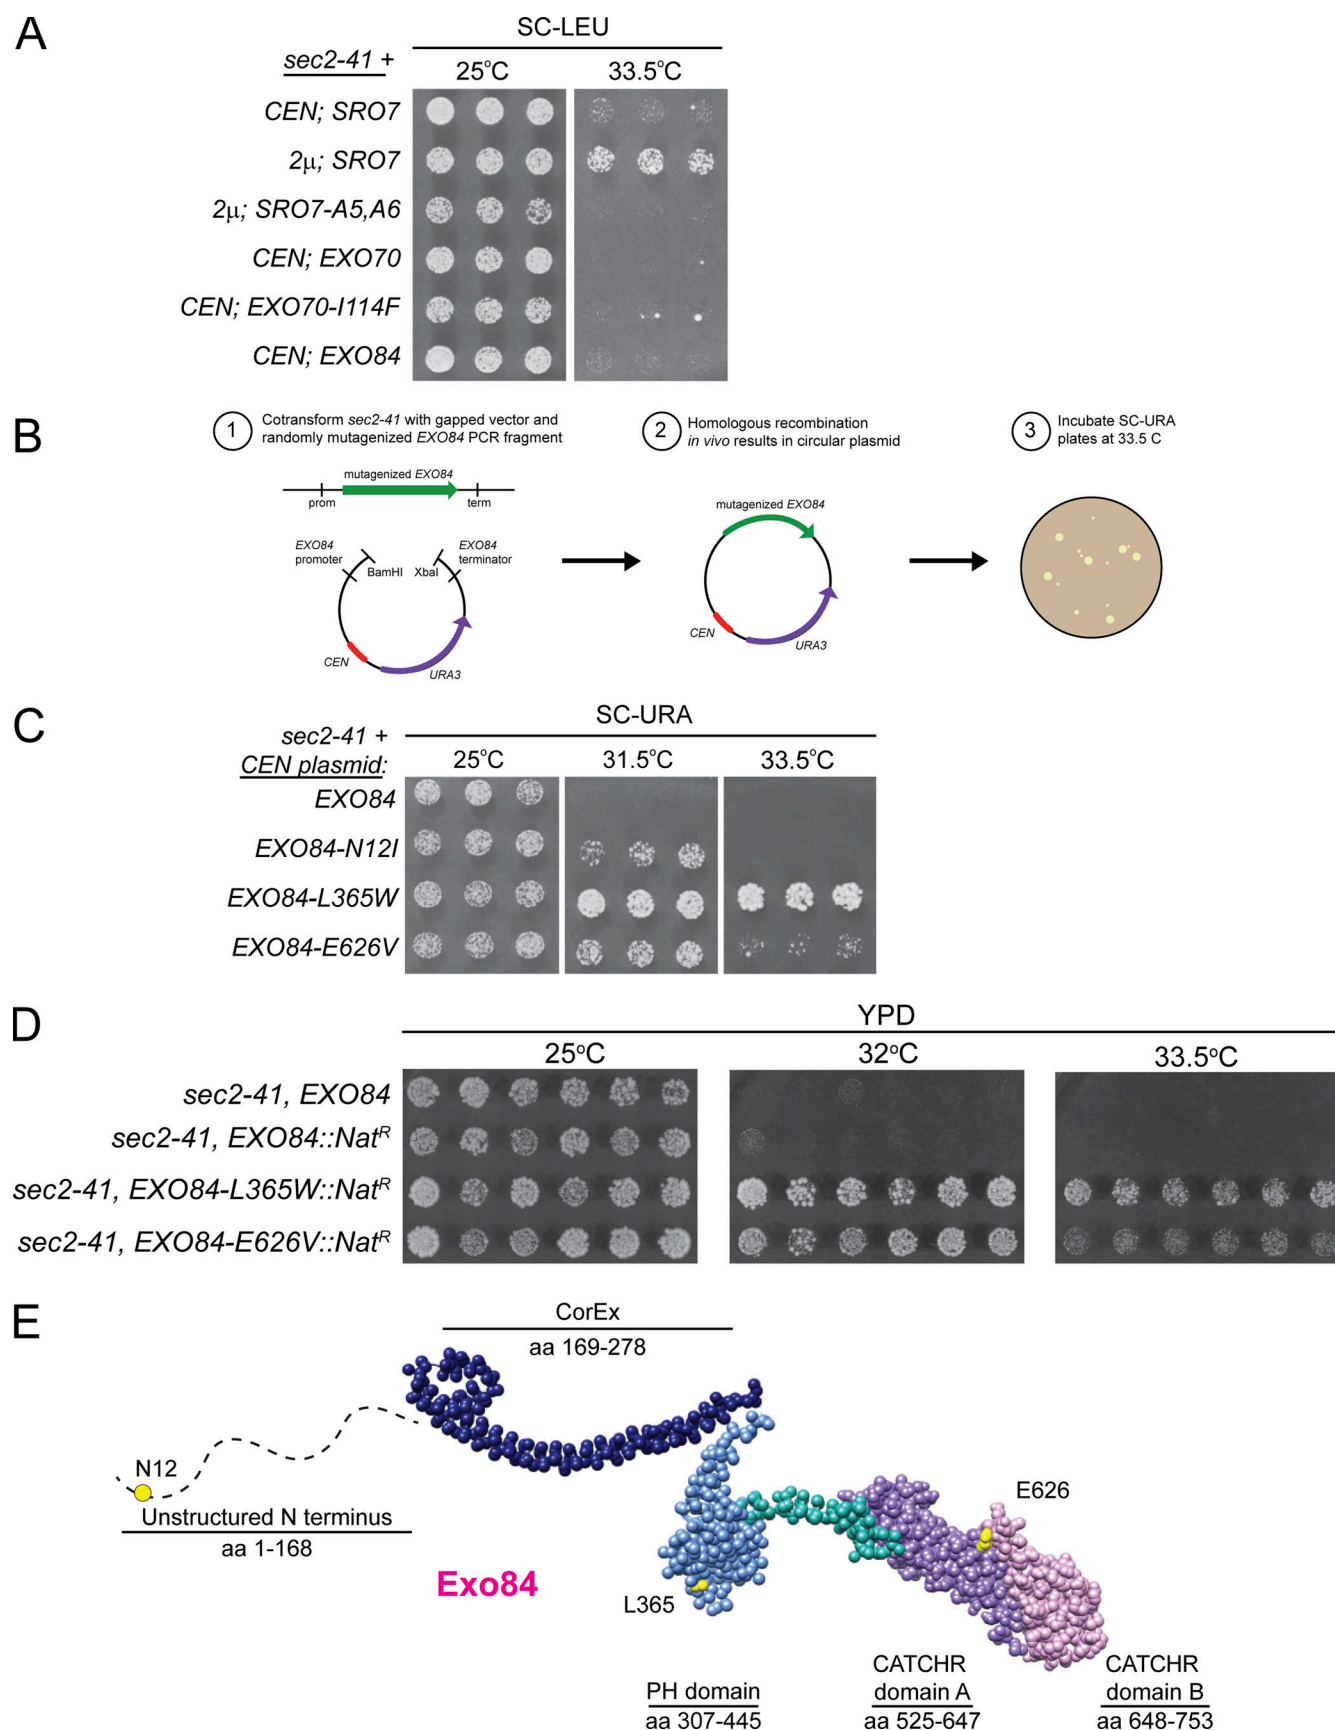 A
SC-LEU
sec2-41 +
25°C
33.5°C
CEN; SRO7
2µ; SRO7
2µ; SRO7-A5,A6
CEN; EXO70
CEN; EXO70-I114F
CEN; EXO84
B
1
Cotransform sec2-41 with gapped vector and
randomly mutagenized EXO84 PCR fragment
2
Homologous recombination
in vivo results in circular plasmid
3
Incubate SC-URA
plates at 33.5 C
mutagenized EXO84
prom
term
EXO84
promoter
BamHI
XbaI
EXO84
terminator
CEN
URA3
mutagenized EXO84
CEN
URA3
C
SC-URA
sec2-41 +
CEN plasmid:
25°C
31.5°C
33.5°C
EXO84
EXO84-N12I
EXO84-L365W
EXO84-E626V
D
YPD
25°C
32°C
33.5°C
sec2-41, EXO84
sec2-41, EXO84::Natᴿ
sec2-41, EXO84-L365W::Natᴿ
sec2-41, EXO84-E626V::Natᴿ
E
CorEx
aa 169-278
N12
Unstructured N terminus
aa 1-168
Exo84
L365
E626
PH domain
aa 307-445
CATCHR
domain A
aa 525-647
CATCHR
domain B
aa 648-753